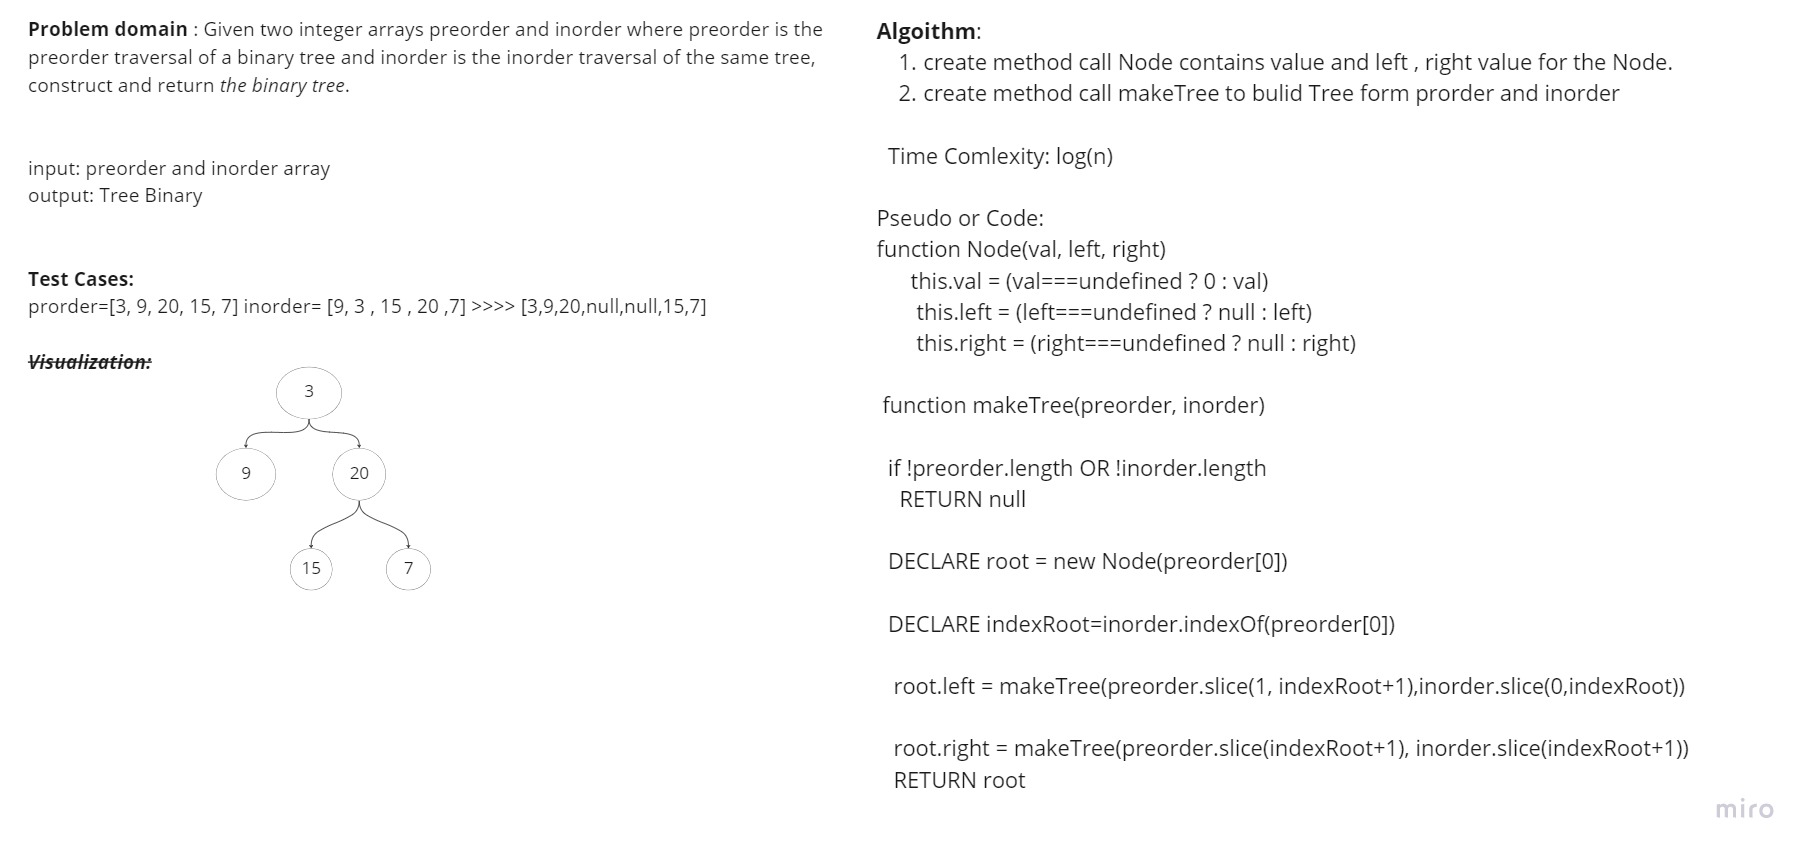 Problem domain : Given two integer arrays preorder and inorder where preorder is the
preorder traversal of a binary tree and inorder is the inorder traversal of the same tree,
construct and return the binary tree.
input: preorder and inorder array
output: Tree Binary
Test Cases:
prorder=[3, 9, 20, 15, 7] inorder= [9, 3 , 15 , 20 ,7] >>>> [3,9,20,null,null,15,7]
Visualization:
3
9
20
15
7
Algoithm:
1. create method call Node contains value and left , right value for the Node.
2. create method call makeTree to bulid Tree form prorder and inorder
Time Comlexity: log(n)
Pseudo or Code:
function Node(val, left, right)
this.val = (val===undefined ? 0 : val)
this.left = (left===undefined ? null : left)
this.right = (right===undefined ? null : right)
function makeTree(preorder, inorder)
if !preorder.length OR !inorder.length
RETURN null
DECLARE root = new Node(preorder[0])
DECLARE indexRoot=inorder.indexOf(preorder[0])
root.left = makeTree(preorder.slice(1, indexRoot+1),inorder.slice(0,indexRoot))
root.right = makeTree(preorder.slice(indexRoot+1), inorder.slice(indexRoot+1))
RETURN root
miro